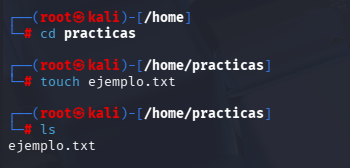 ┌──(root㉿kali)-[/home]
└─# cd practicas
┌──(root㉿kali)-[/home/practicas]
└─# touch ejemplo.txt
┌──(root㉿kali)-[/home/practicas]
└─# ls
ejemplo.txt